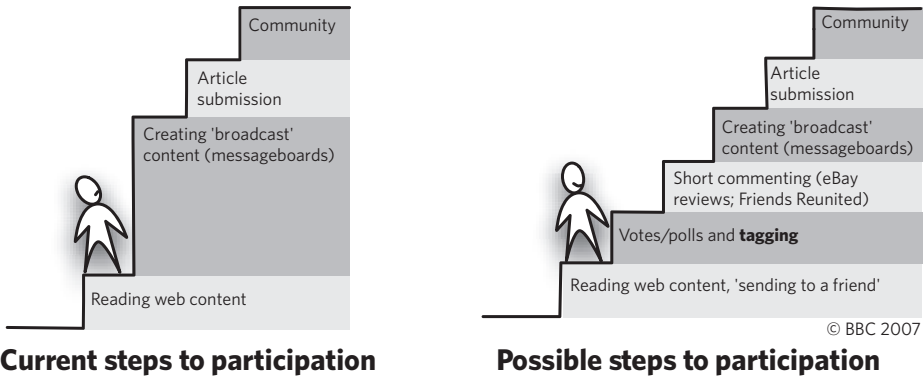 Community
Article
submission
Creating 'broadcast'
content (messageboards)
Reading web content
Current steps to participation
Community
Article
submission
Creating 'broadcast'
content (messageboards)
Short commenting (eBay
reviews; Friends Reunited)
Votes/polls and tagging
Reading web content, 'sending to a friend'
© BBC 2007
Possible steps to participation